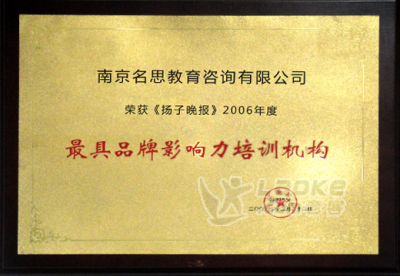 南京名思教育咨询有限公司
荣获《扬子晚报》2006年度
最具品牌影响力培训机构